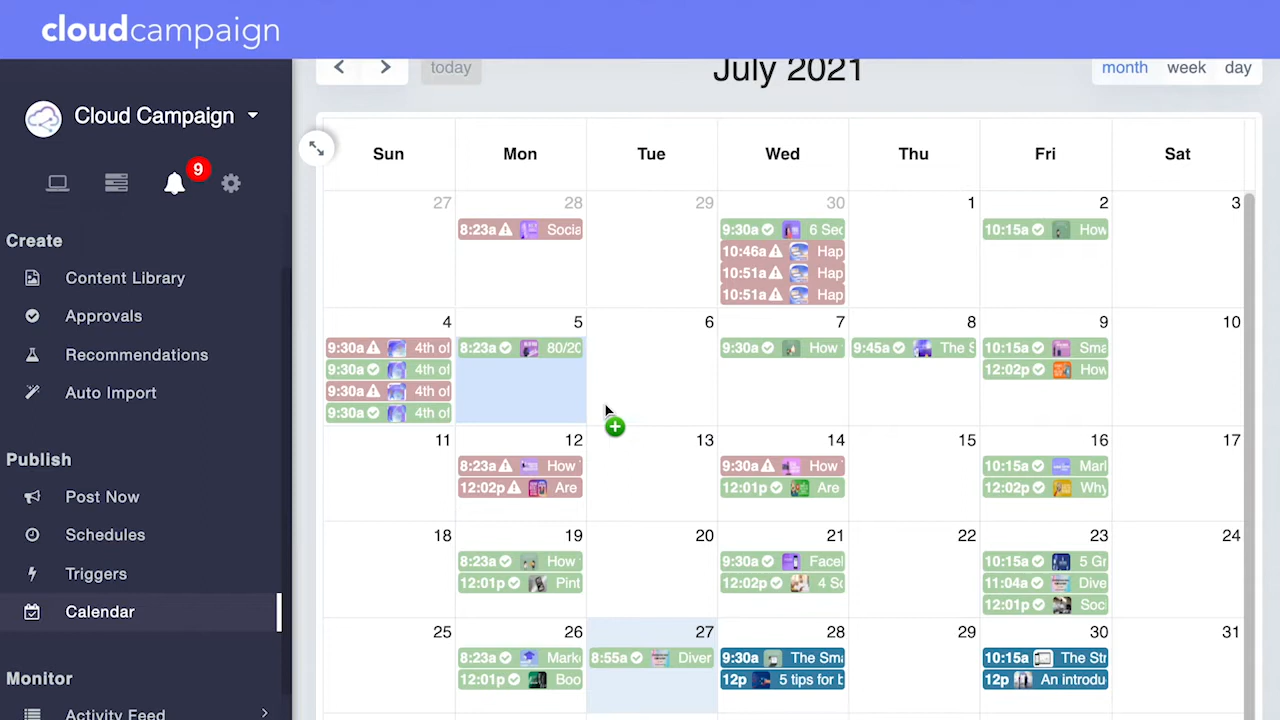 cloudcampaign
today
July 2021
month week day
Cloud Campaign
9
Create
Content Library
Approvals
Recommendations
Auto Import
Publish
Post Now
Schedules
Triggers
Calendar
Monitor
Activity Feed
Sun Mon Tue Wed Thu Fri Sat
27 28 29 30 1 2 3
8:23a Socia
9:30a 6 Sec
10:46a Hap
10:51a Hap
10:51a Hap
10:15a How
4 5 6 7 8 9 10
9:30a 4th of
9:30a 4th of
9:30a 4th of
9:30a 4th of
8:23a 80/20
9:30a How
9:45a The S
10:15a Sma
12:02p How
11 12 13 14 15 16 17
8:23a How
12:02p Are
9:30a How
12:01p Are
10:15a Marl
12:02p Why
18 19 20 21 22 23 24
8:23a How
12:01p Pint
9:30a Facel
12:02p 4 Sc
10:15a 5 Gr
11:04a Dive
12:01p Soci
25 26 27 28 29 30 31
8:23a Mark
12:01p Boo
8:55a Diver
9:30a The Sma
12p 5 tips for b
10:15a The Str
12p An introdu